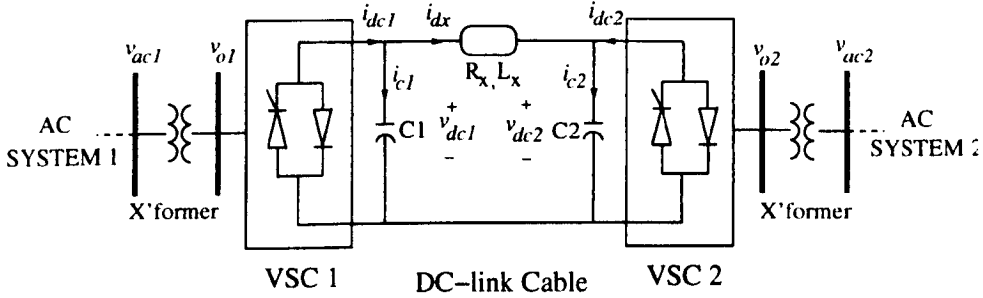 i_dc1 i_dx i_dc2
v_ac1 v_o1 v_o2 v_ac2
R_x, L_x
i_c1 i_c2
+ +
AC SYSTEM 1
C1
v_dc1 v_dc2
C2
AC SYSTEM 2
− −
X'former X'former
VSC 1 DC−link Cable VSC 2